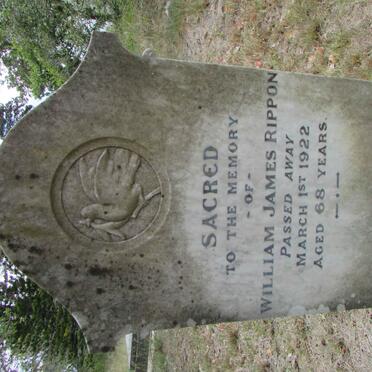 SACRED
TO THE MEMORY
- OF -
WILLIAM JAMES RIPPON
PASSED AWAY
MARCH 1ST 1922
AGED 68 YEARS.